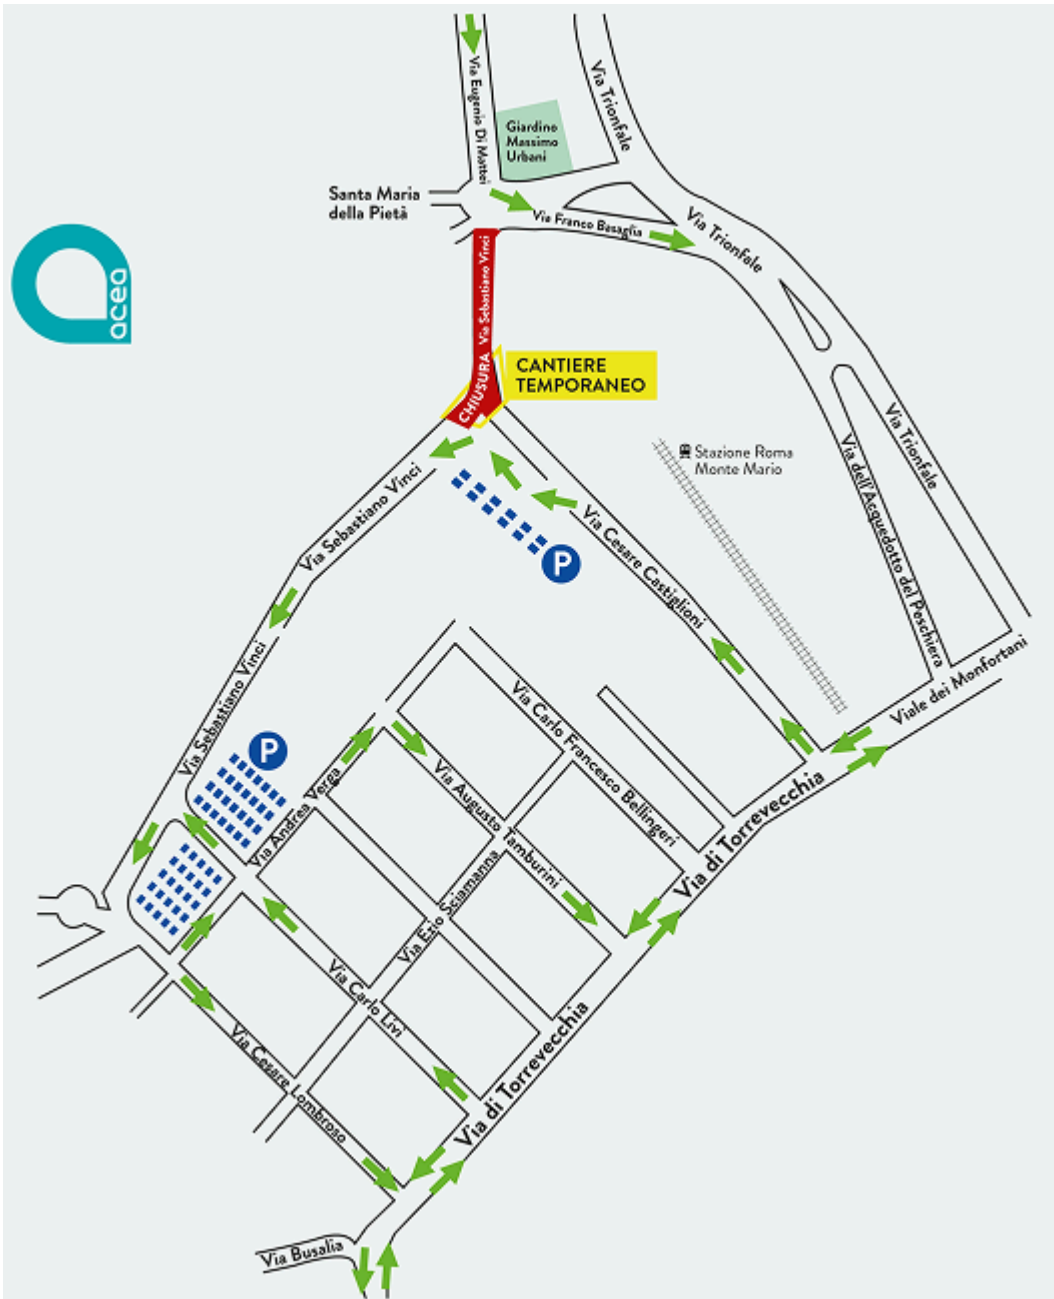 Via Eugenio Di Mattei
Via Trionfale
Giardino
Massimo
Urbani
Santa Maria
della Pietà
Via Franco Basaglia
Via Trionfale
acea
Via Sebastiano Vinci
CHIUSURA
CANTIERE
TEMPORANEO
Via Trionfale
Stazione Roma
Monte Mario
Via dell'Acquedotto del Peschiera
Via Sebastiano Vinci
P
Via Cesare Castiglioni
Viale dei Monfortani
Via Sebastiano Vinci
P
Via Carlo Francesco Bellingeri
Via Andrea Verga
Via Augusto Tamburini
Via di Torrevecchia
Via Ezio Sciamanna
Via Carlo Livi
Via di Torrevecchia
Via Cesare Lombroso
Via Busalia